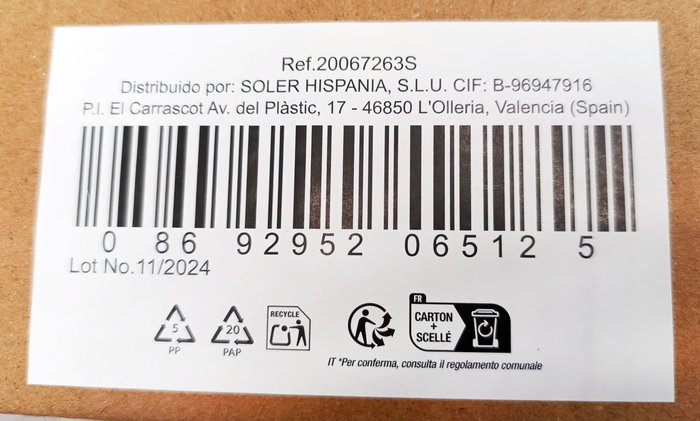 Ref.20067263S
Distribuido por: SOLER HISPANIA, S.L.U. CIF: B-96947916
P.I. El Carrascot Av. del Plàstic, 17 - 46850 L'Olleria, Valencia (Spain)
0 86 92952 06512 5
Lot No.11/2024
5
PP
20
PAP
RECYCLE
FR
CARTON
+
SCELLÉ
IT *Per conferma, consulta il regolamento comunale